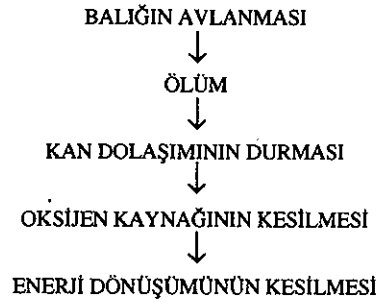 BALIĞIN AVLANMASI
ÖLÜM
KAN DOLAŞIMININ DURMASI
OKSİJEN KAYNAĞININ KESİLMESİ
ENERJİ DÖNÜŞÜMÜNÜN KESİLMESİ